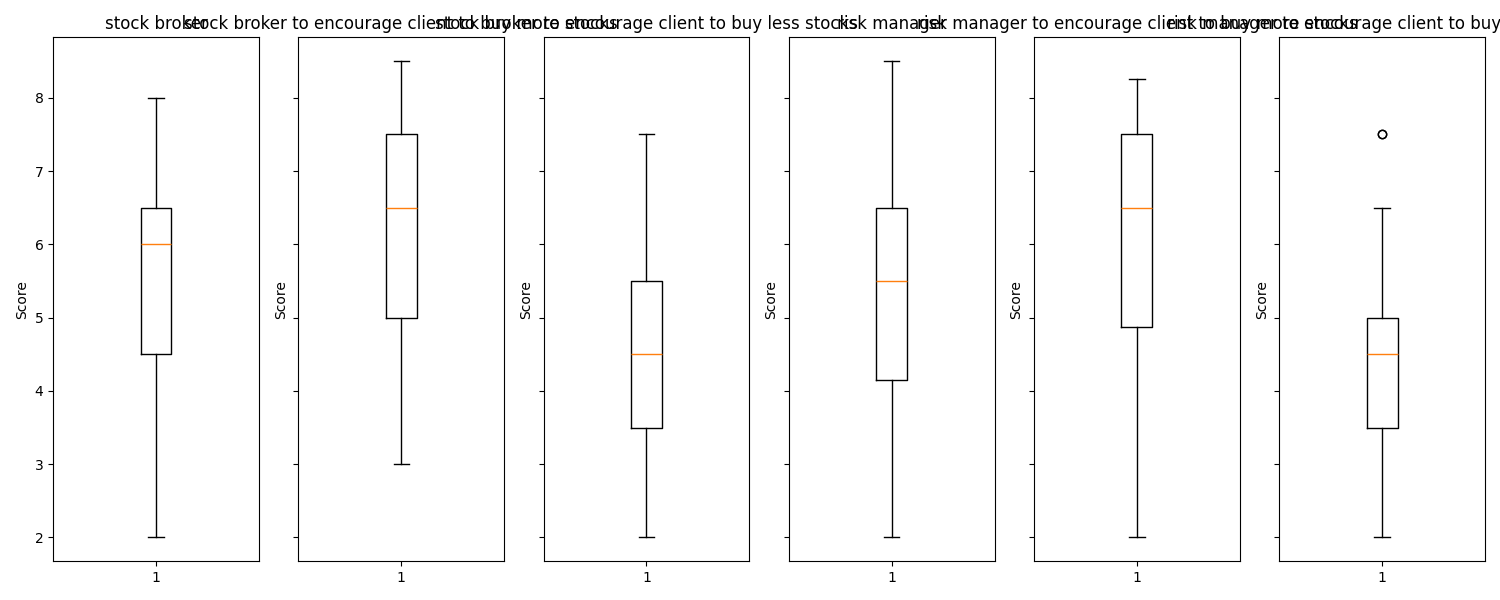 stock broker
stock broker to encourage client to buy more stocks
stock broker to encourage client to buy less stocks
risk manager
risk manager to encourage client to buy more stocks
risk manager to encourage client to buy
Score
8
7
6
5
4
3
2
1
Score
1
Score
1
Score
1
Score
1
Score
1